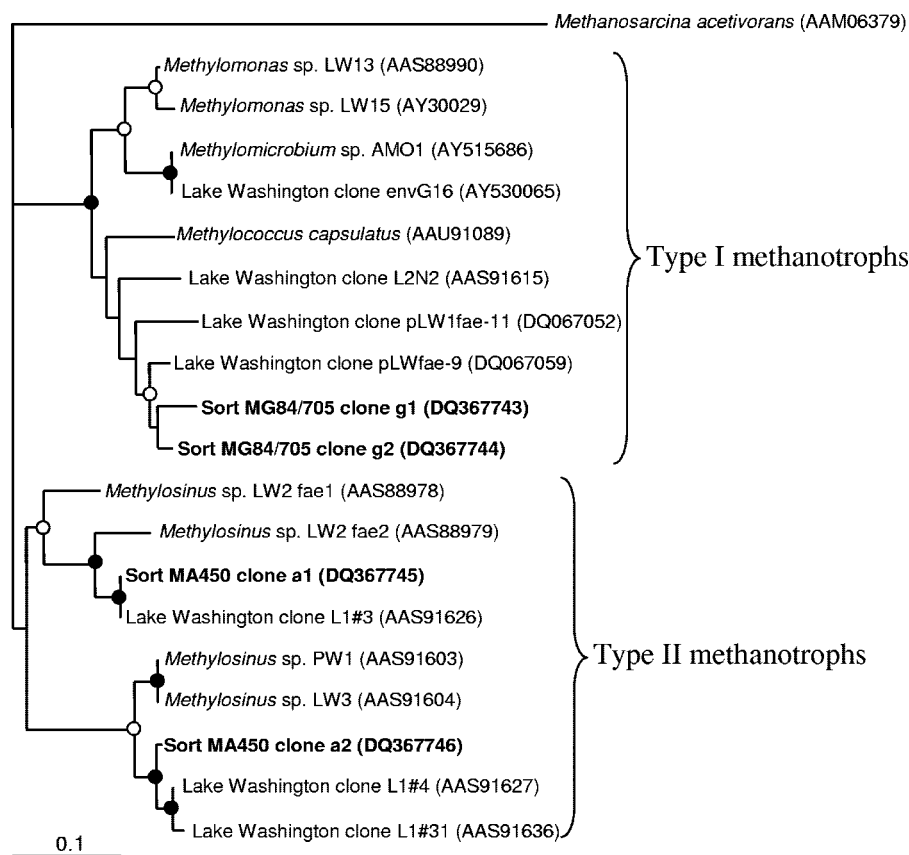 Methanosarcina acetivorans (AAM06379)
Methylomonas sp. LW13 (AAS88990)
Methylomonas sp. LW15 (AY30029)
Methylomicrobium sp. AMO1 (AY515686)
Lake Washington clone envG16 (AY530065)
Methylococcus capsulatus (AAU91089)
Lake Washington clone L2N2 (AAS91615)
Lake Washington clone pLW1fae-11 (DQ067052)
Lake Washington clone pLWfae-9 (DQ067059)
Sort MG84/705 clone g1 (DQ367743)
Sort MG84/705 clone g2 (DQ367744)
Type I methanotrophs
Methylosinus sp. LW2 fae1 (AAS88978)
Methylosinus sp. LW2 fae2 (AAS88979)
Sort MA450 clone a1 (DQ367745)
Lake Washington clone L1#3 (AAS91626)
Methylosinus sp. PW1 (AAS91603)
Methylosinus sp. LW3 (AAS91604)
Sort MA450 clone a2 (DQ367746)
Lake Washington clone L1#4 (AAS91627)
Lake Washington clone L1#31 (AAS91636)
Type II methanotrophs
0.1